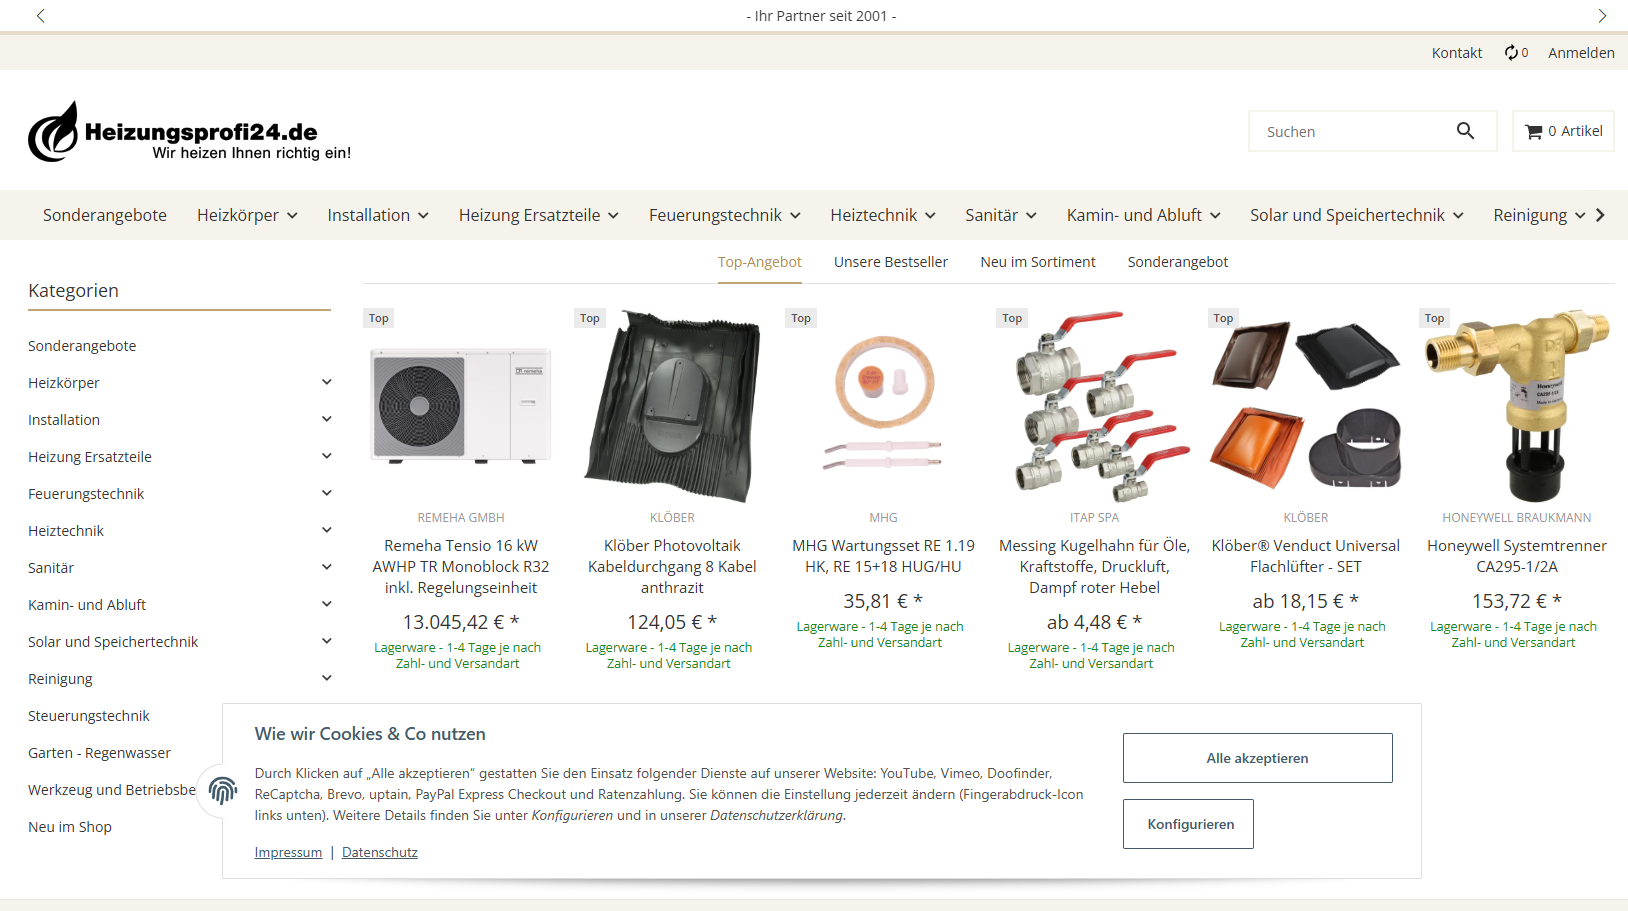 - Ihr Partner seit 2001 -
Kontakt 0 Anmelden
Heizungsprofi24.de
Wir heizen Ihnen richtig ein!
Suchen
0 Artikel
Sonderangebote Heizkörper Installation Heizung Ersatzteile Feuerungstechnik Heiztechnik Sanitär Kamin- und Abluft Solar und Speichertechnik Reinigung
Top-Angebot Unsere Bestseller Neu im Sortiment Sonderangebot
Kategorien
Sonderangebote
Heizkörper
Installation
Heizung Ersatzteile
Feuerungstechnik
Heiztechnik
Sanitär
Kamin- und Abluft
Solar und Speichertechnik
Reinigung
Steuerungstechnik
Garten - Regenwasser
Werkzeug und Betriebsbe
Neu im Shop
Top
remeha
REMEHA GMBH
Remeha Tensio 16 kW
AWHP TR Monoblock R32
inkl. Regelungseinheit
13.045,42 € *
Lagerware - 1-4 Tage je nach
Zahl- und Versandart
Top
KLÖBER
Klöber Photovoltaik
Kabeldurchgang 8 Kabel
anthrazit
124,05 € *
Lagerware - 1-4 Tage je nach
Zahl- und Versandart
Top
MHG
MHG Wartungsset RE 1.19
HK, RE 15+18 HUG/HU
35,81 € *
Lagerware - 1-4 Tage je nach
Zahl- und Versandart
Top
ITAP SPA
Messing Kugelhahn für Öle,
Kraftstoffe, Druckluft,
Dampf roter Hebel
ab 4,48 € *
Lagerware - 1-4 Tage je nach
Zahl- und Versandart
Top
KLÖBER
Klöber® Venduct Universal
Flachlüfter - SET
ab 18,15 € *
Lagerware - 1-4 Tage je nach
Zahl- und Versandart
Top
Honeywell
HONEYWELL BRAUKMANN
Honeywell Systemtrenner
CA295-1/2A
153,72 € *
Lagerware - 1-4 Tage je nach
Zahl- und Versandart
Wie wir Cookies & Co nutzen
Durch Klicken auf „Alle akzeptieren“ gestatten Sie den Einsatz folgender Dienste auf unserer Website: YouTube, Vimeo, Doofinder,
ReCaptcha, Brevo, uptain, PayPal Express Checkout und Ratenzahlung. Sie können die Einstellung jederzeit ändern (Fingerabdruck-Icon
links unten). Weitere Details finden Sie unter Konfigurieren und in unserer Datenschutzerklärung.
Impressum | Datenschutz
Alle akzeptieren
Konfigurieren